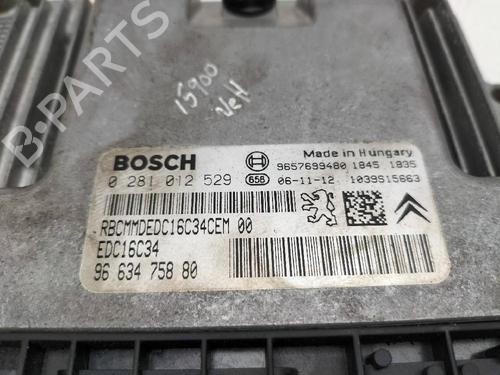 15900
VeH
B-Parts
BOSCH
Made in Hungary
9657699480 1845 1835
0 281 012 529 658 06-11-12 1039S15663
RBCMMDEDC16C34CEM 00
EDC16C34
96 634 758 80